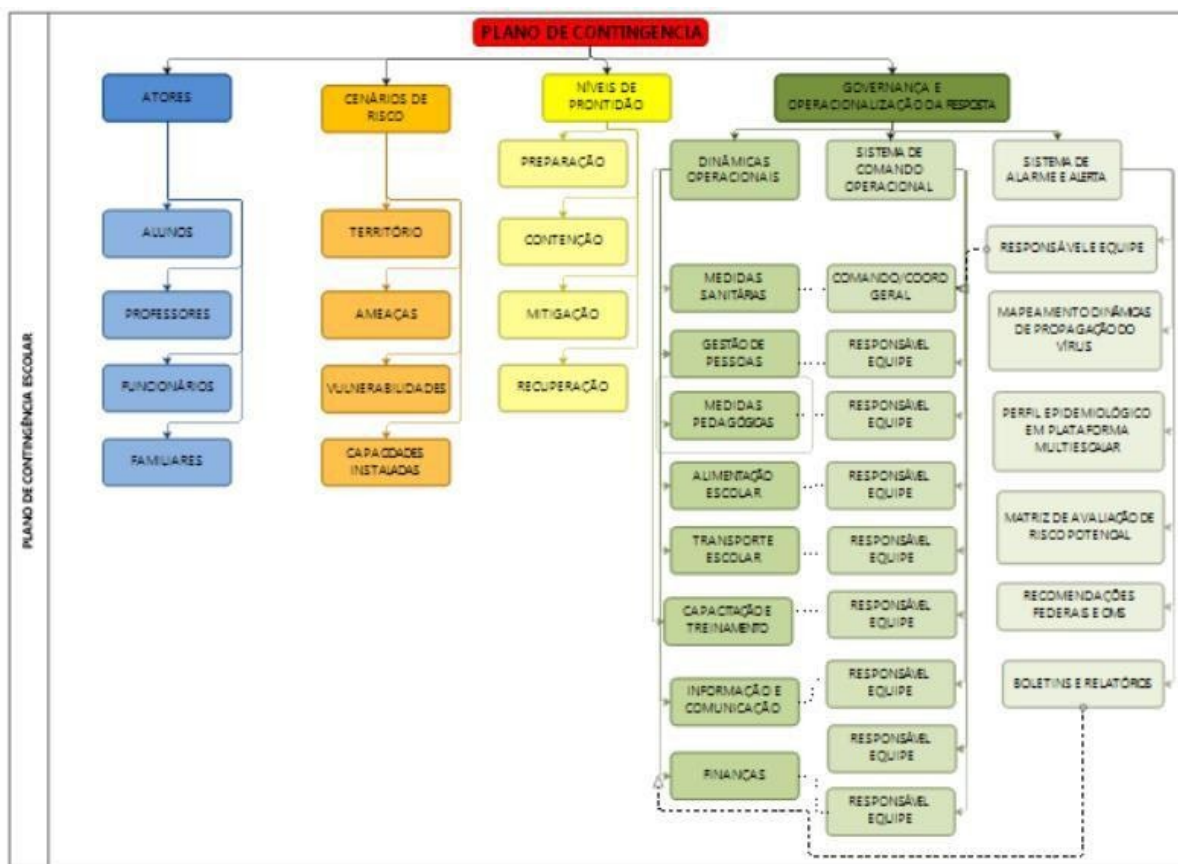 PLANO DE CONTINGÊNCIA ESCOLAR
PLANO DE CONTINGENCIA
ATORES
ALUNOS
PROFESSORES
FUNCIONÁRIOS
FAMILIARES
CENÁRIOS DE
RISCO
TERRITÓRIO
AMEAÇAS
VULNERABILIDADES
CAPACIDADES
INSTALADAS
NÍVEIS DE
PRONTIDÃO
PREPARAÇÃO
CONTENÇÃO
MITIGAÇÃO
RECUPERAÇÃO
GOVERNANÇA E
OPERACIONALIZAÇÃO DA RESPOSTA
DINÂMICAS
OPERACIONAIS
MEDIDAS
SANITÁRIAS
GESTÃO DE
PESSOAS
MEDIDAS
PEDAGÓGICAS
ALIMENTAÇÃO
ESCOLAR
TRANSPORTE
ESCOLAR
CAPACITAÇÃO E
TREINAMENTO
INFORMAÇÃO E
COMUNICAÇÃO
FINANÇAS
SISTEMA DE
COMANDO
OPERACIONAL
COMANDO/COORD
GERAL
RESPONSÁVEL
EQUIPE
RESPONSÁVEL
EQUIPE
RESPONSÁVEL
EQUIPE
RESPONSÁVEL
EQUIPE
RESPONSÁVEL
EQUIPE
RESPONSÁVEL
EQUIPE
RESPONSÁVEL
EQUIPE
RESPONSÁVEL
EQUIPE
SISTEMA DE
ALARME E ALERTA
RESPONSÁVEL E EQUIPE
MAPEAMENTO DINÂMICAS
DE PROPAGAÇÃO DO
VÍRUS
PERFIL EPIDEMIOLÓGICO
EM PLATAFORMA
MULTIESCALAR
MATRIZ DE AVALIAÇÃO DE
RISCO POTENCIAL
RECOMENDAÇÕES
FEDERAIS E OMS
BOLETINS E RELATÓRIOS